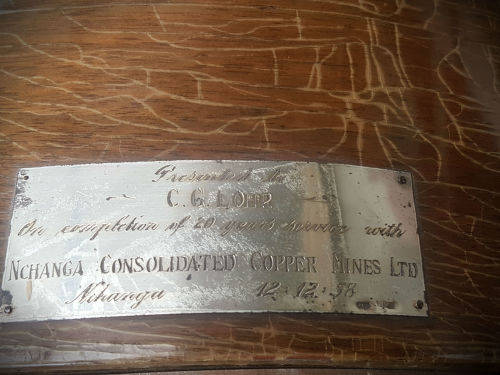 Presented to
C. G. LOHR
On completion of 20 years service with
NCHANGA CONSOLIDATED COPPER MINES LTD
Nchanga 12.12.58